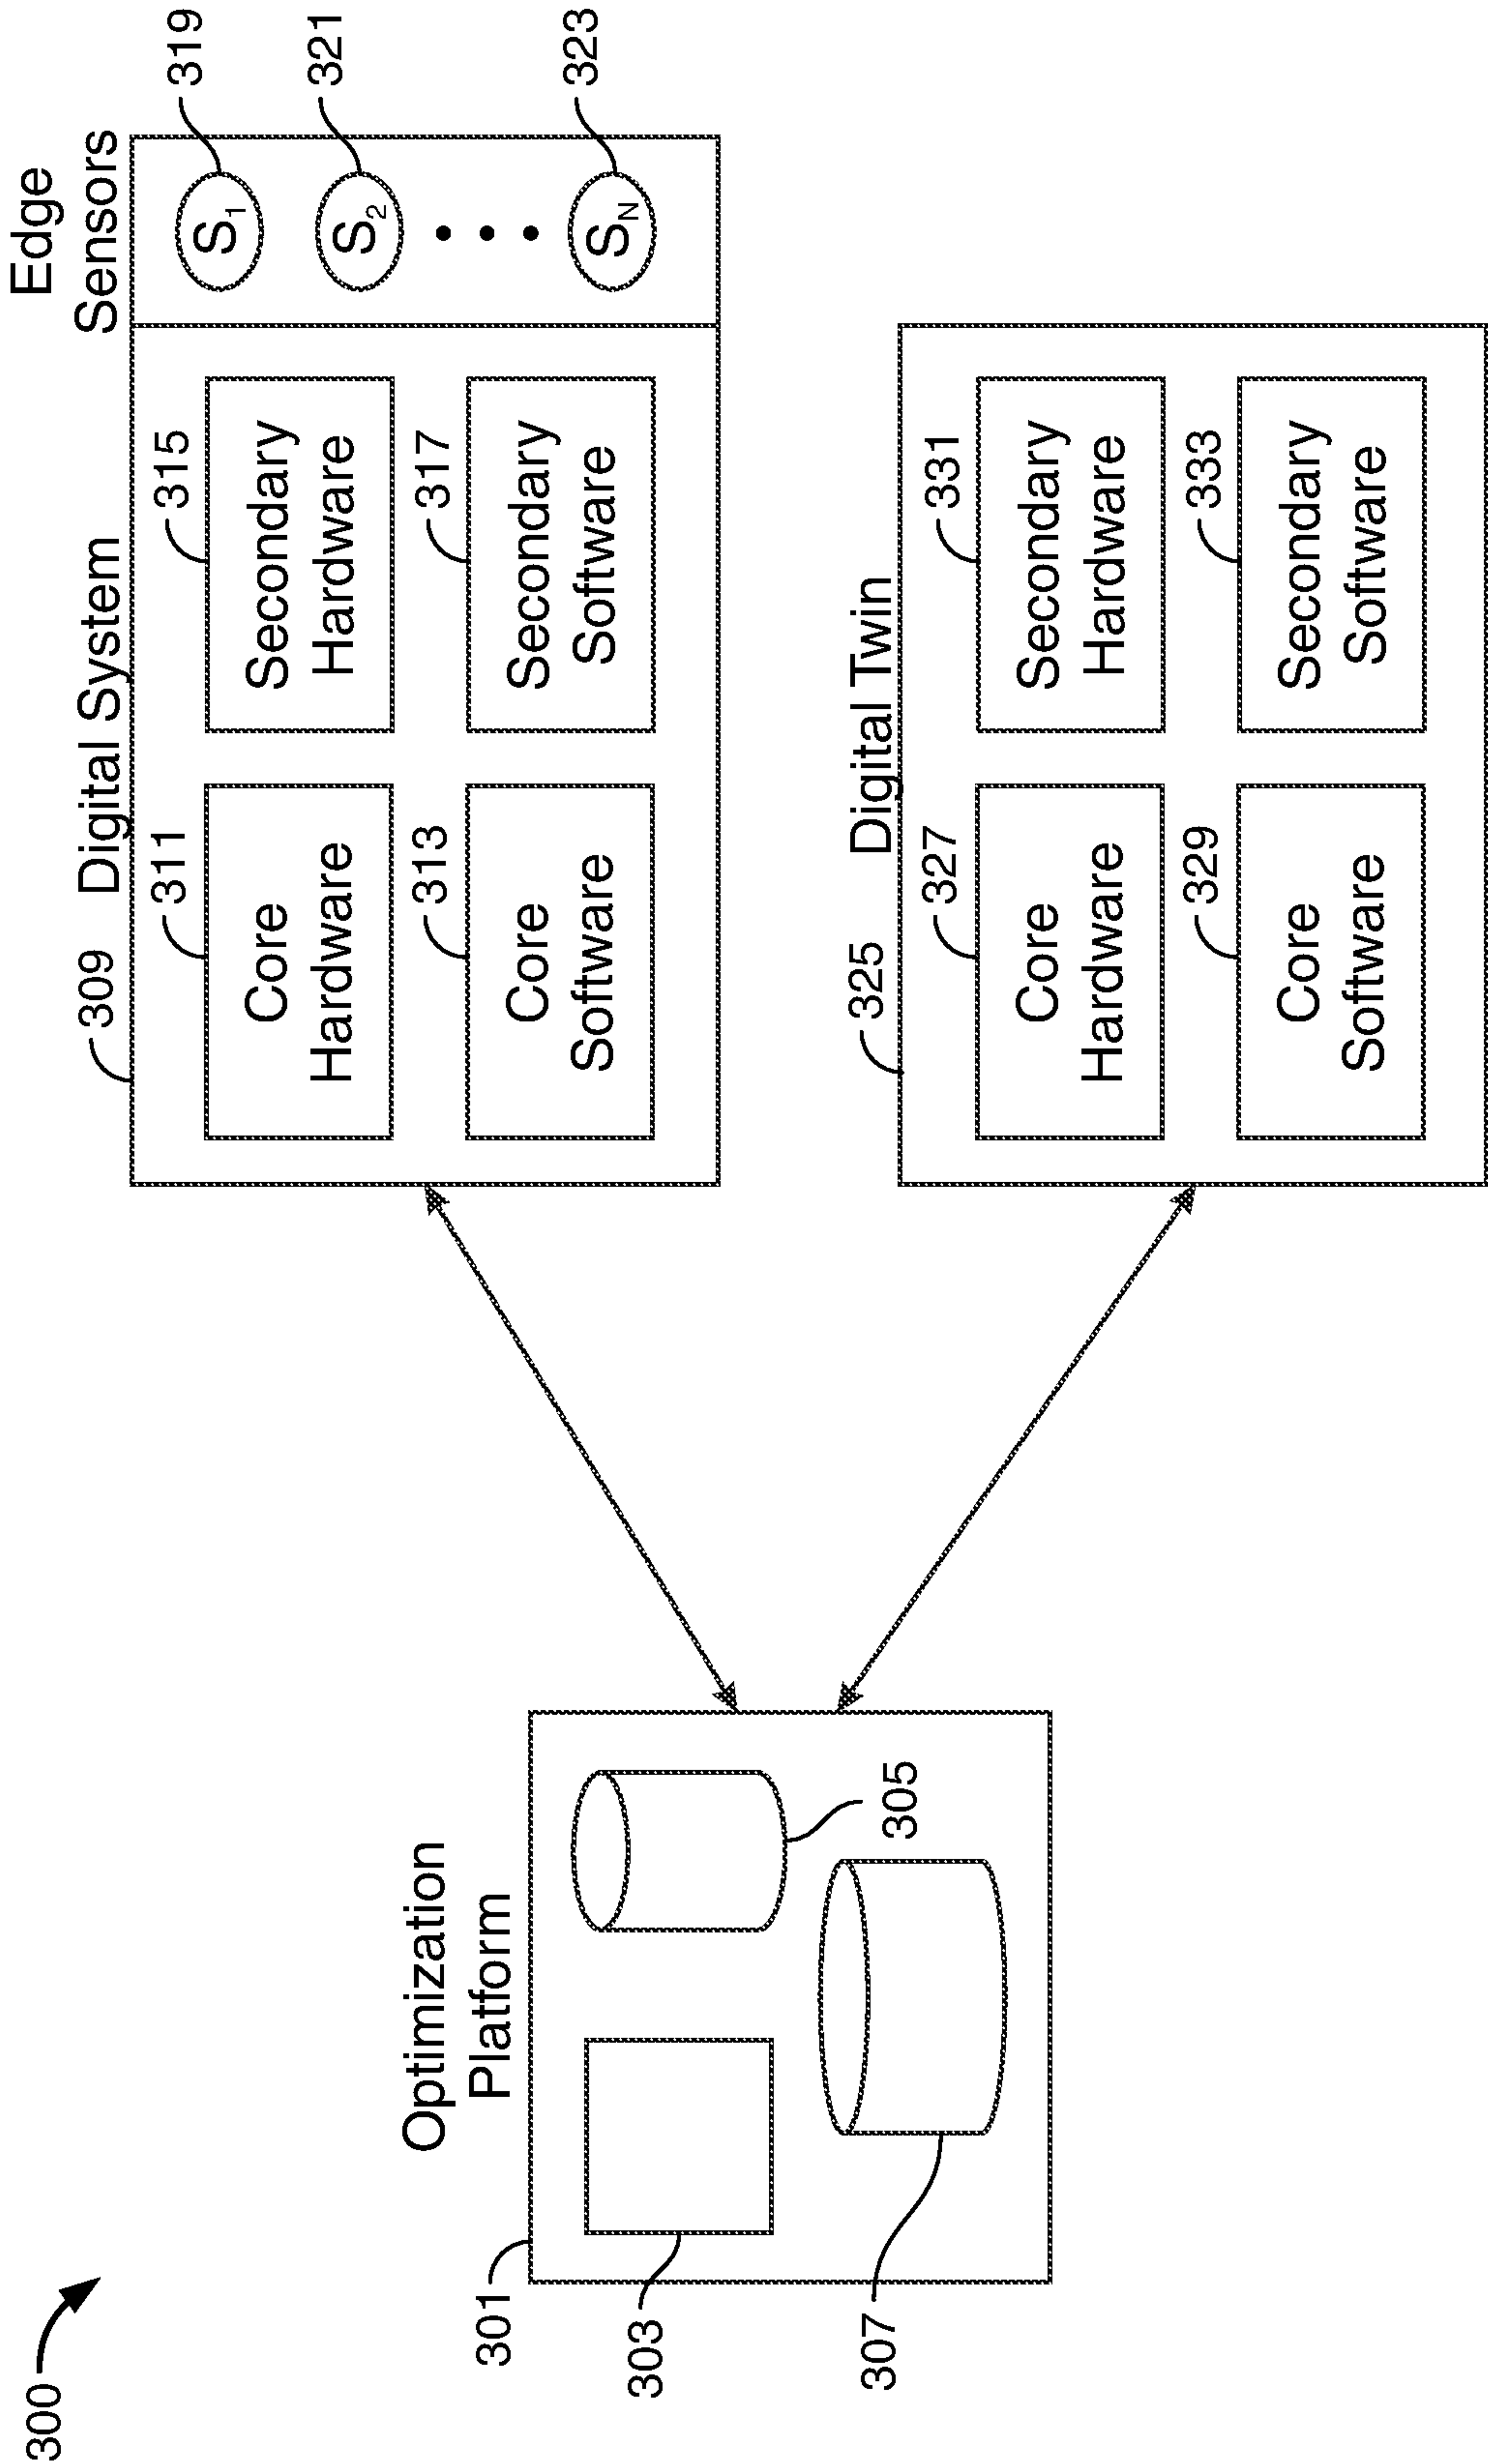 300
Optimization
Platform
301
303
305
307
309
Digital System
Edge
Sensors
311
Core
Hardware
315
Secondary
Hardware
313
Core
Software
317
Secondary
Software
S1
319
S2
321
SN
323
325
Digital Twin
327
Core
Hardware
331
Secondary
Hardware
329
Core
Software
333
Secondary
Software